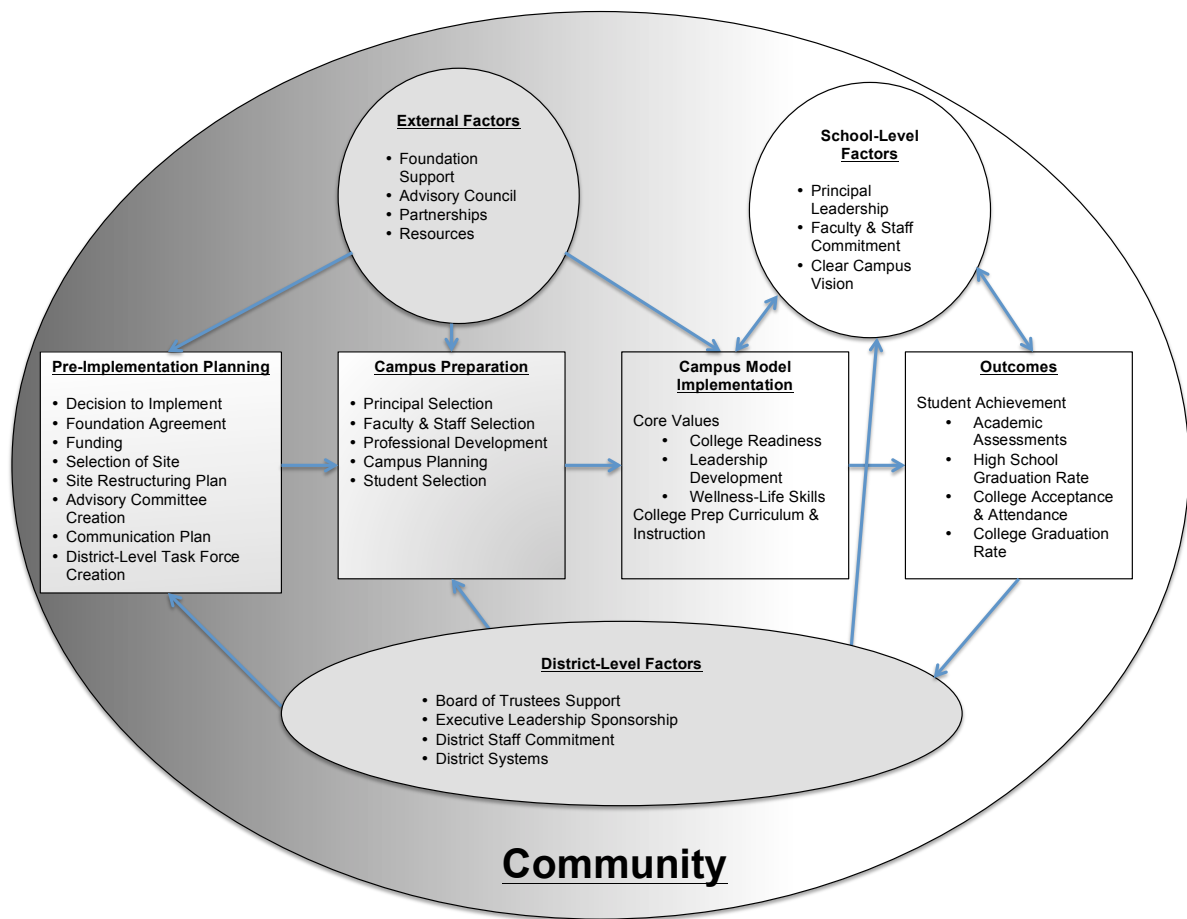 External Factors
• Foundation
Support
• Advisory Council
• Partnerships
• Resources
School-Level
Factors
• Principal
Leadership
• Faculty & Staff
Commitment
• Clear Campus
Vision
Pre-Implementation Planning
• Decision to Implement
• Foundation Agreement
• Funding
• Selection of Site
• Site Restructuring Plan
• Advisory Committee
Creation
• Communication Plan
• District-Level Task Force
Creation
Campus Preparation
• Principal Selection
• Faculty & Staff Selection
• Professional Development
• Campus Planning
• Student Selection
Campus Model
Implementation
Core Values
• College Readiness
• Leadership
Development
• Wellness-Life Skills
College Prep Curriculum &
Instruction
Outcomes
Student Achievement
• Academic
Assessments
• High School
Graduation Rate
• College Acceptance
& Attendance
• College Graduation
Rate
District-Level Factors
• Board of Trustees Support
• Executive Leadership Sponsorship
• District Staff Commitment
• District Systems
Community